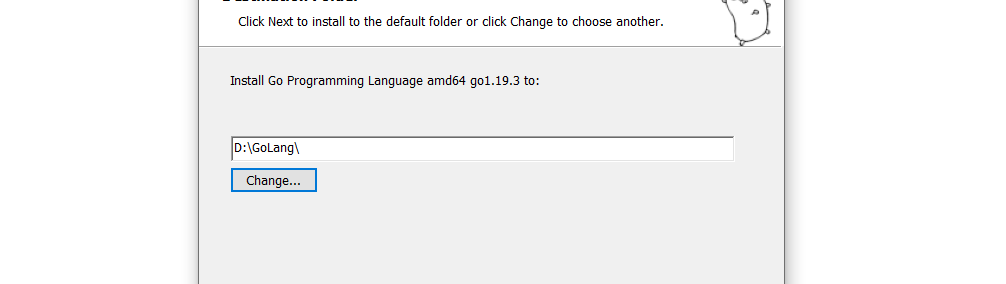 Click Next to install to the default folder or click Change to choose another.
Install Go Programming Language amd64 go1.19.3 to:
D:\GoLang\
Change...